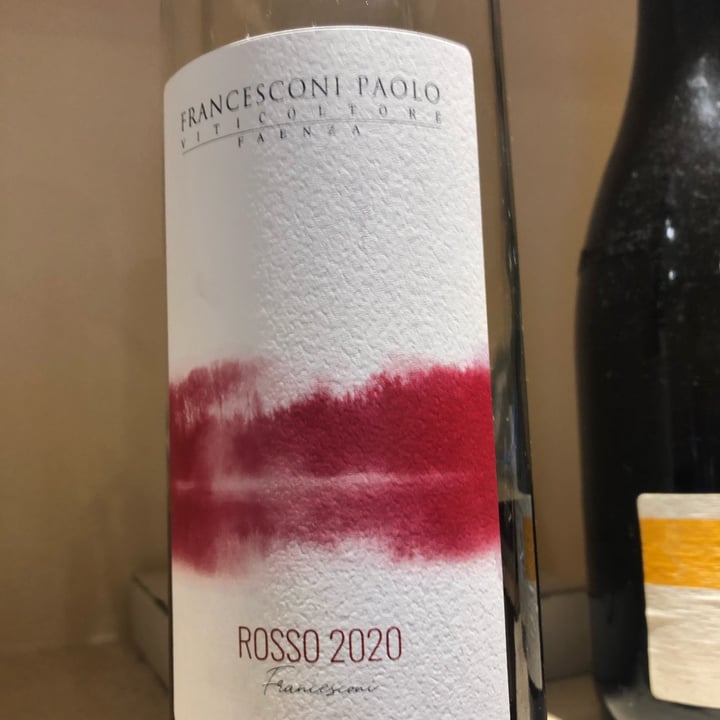 FRANCESCONI PAOLO
VITICOLTORE
FAENZA
ROSSO 2020
Francesconi